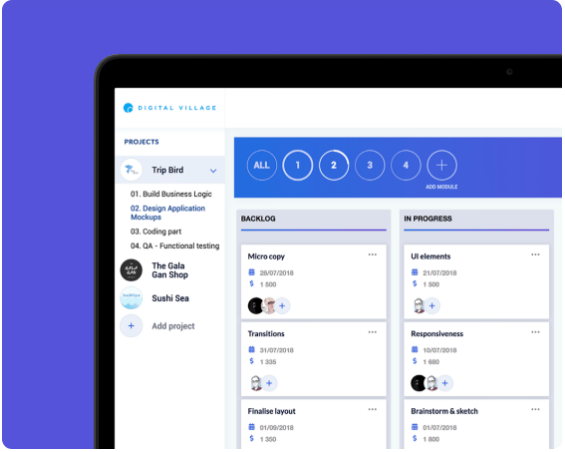 DIGITAL VILLAGE
PROJECTS
Trip Bird
01. Build Business Logic
02. Design Application
Mockups
03. Coding part
04. QA - Functional testing
The Gala
Gan Shop
Sushi Sea
+ Add project
ALL 1 2 3 4 +
ADD MODULE
BACKLOG
Micro copy ...
28/07/2018
$ 1 500
+
Transitions ...
31/07/2018
$ 1 335
+
Finalise layout ...
01/09/2018
$ 1 350
IN PROGRESS
UI elements ...
21/07/2018
$ 1 500
+
Responsiveness ...
10/07/2018
$ 1 680
+
Brainstorm & sketch ...
01/07/2018
$ 1 800